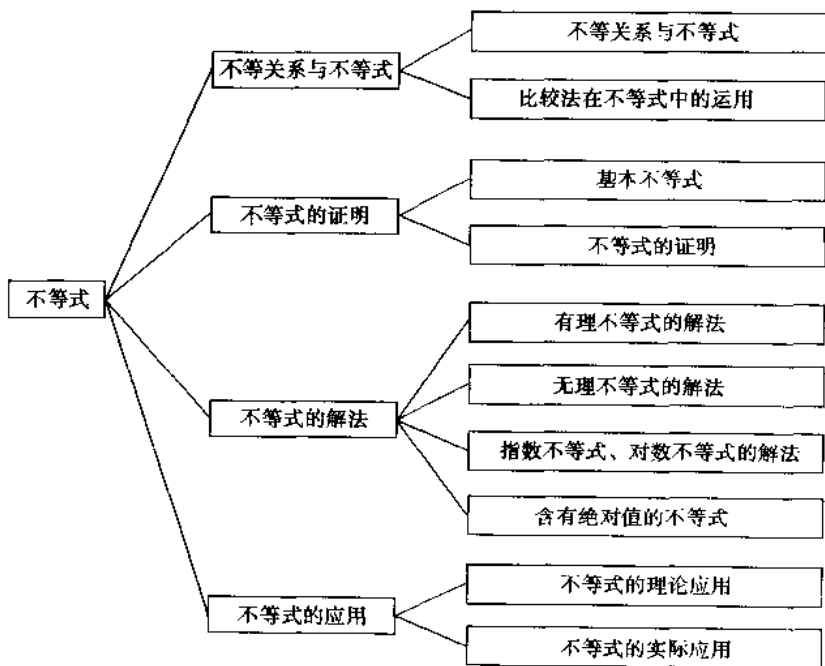 不等式
不等关系与不等式
不等关系与不等式
比较法在不等式中的运用
不等式的证明
基本不等式
不等式的证明
不等式的解法
有理不等式的解法
无理不等式的解法
指数不等式、对数不等式的解法
含有绝对值的不等式
不等式的应用
不等式的理论应用
不等式的实际应用